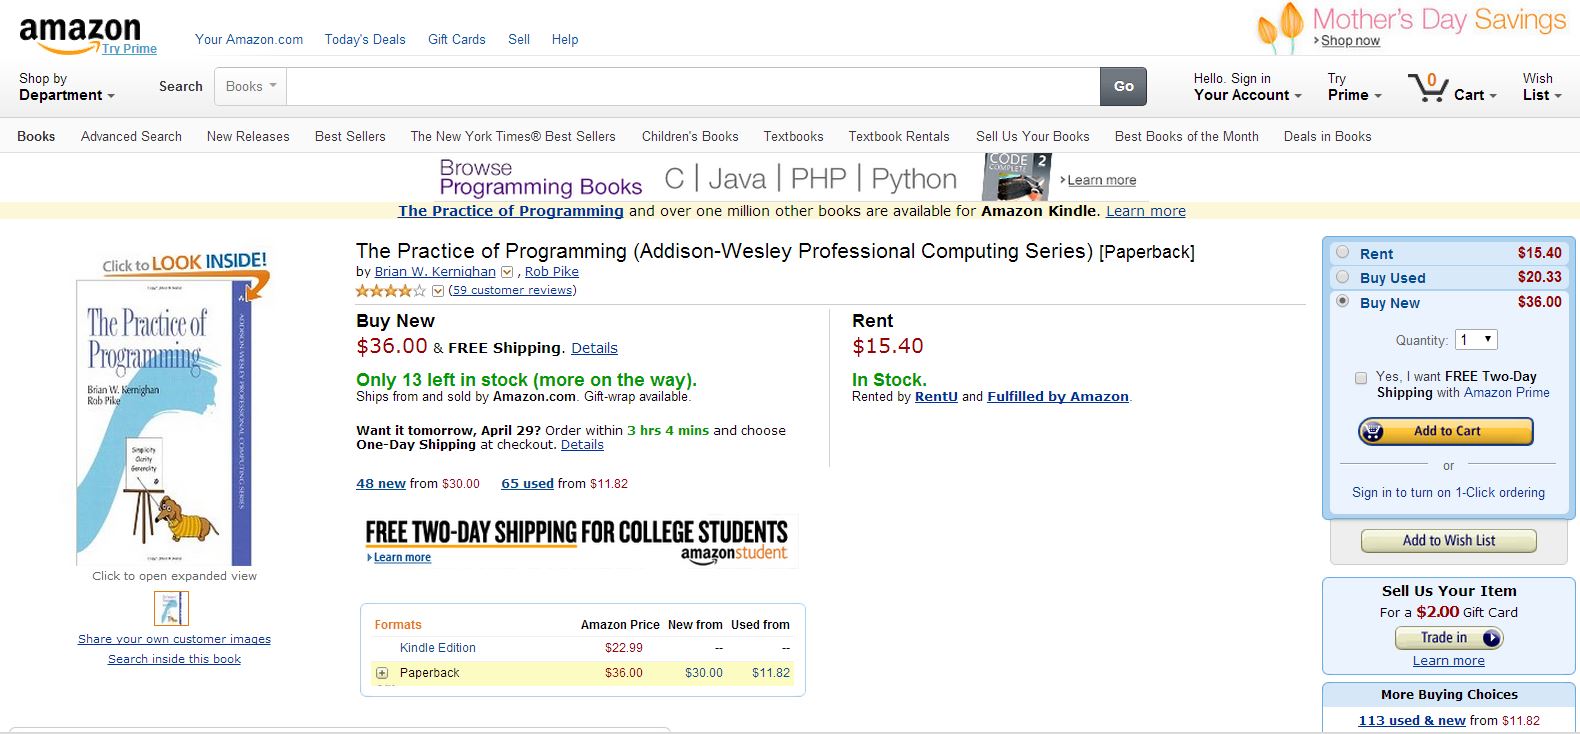 amazon
Try Prime
Your Amazon.com Today's Deals Gift Cards Sell Help
Mother's Day Savings
Shop now
Shop by
Department
Search Books Go
Hello. Sign in
Your Account
Try
Prime
0
Cart
Wish
List
Books Advanced Search New Releases Best Sellers The New York Times® Best Sellers Children's Books Textbooks Textbook Rentals Sell Us Your Books Best Books of the Month Deals in Books
Browse
Programming Books
C | Java | PHP | Python
CODE
COMPLETE 2
Learn more
The Practice of Programming and over one million other books are available for Amazon Kindle. Learn more
Click to LOOK INSIDE!
The Practice of
Programming
Brian W. Kernighan
Rob Pike
Simplicity
Clarity
Generality
ADDISON-WESLEY PROFESSIONAL COMPUTING SERIES
Click to open expanded view
Share your own customer images
Search inside this book
The Practice of Programming (Addison-Wesley Professional Computing Series) [Paperback]
by Brian W. Kernighan , Rob Pike
(59 customer reviews)
Buy New
$36.00 & FREE Shipping. Details
Only 13 left in stock (more on the way).
Ships from and sold by Amazon.com. Gift-wrap available.
Want it tomorrow, April 29? Order within 3 hrs 4 mins and choose
One-Day Shipping at checkout. Details
48 new from $30.00 65 used from $11.82
Rent
$15.40
In Stock.
Rented by RentU and Fulfilled by Amazon.
FREE TWO-DAY SHIPPING FOR COLLEGE STUDENTS
Learn more
amazonstudent
Formats Amazon Price New from Used from
Kindle Edition $22.99 -- --
Paperback $36.00 $30.00 $11.82
Rent $15.40
Buy Used $20.33
Buy New $36.00
Quantity: 1
Yes, I want FREE Two-Day
Shipping with Amazon Prime
Add to Cart
or
Sign in to turn on 1-Click ordering
Add to Wish List
Sell Us Your Item
For a $2.00 Gift Card
Trade in
Learn more
More Buying Choices
113 used & new from $11.82